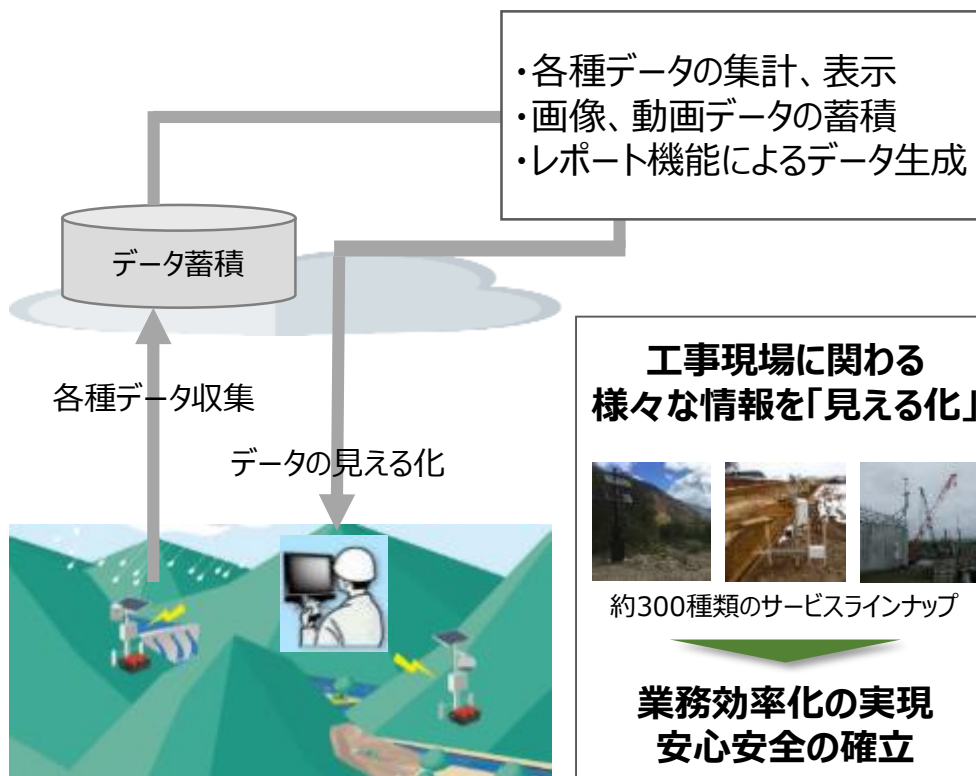 ・各種データの集計、表示
・画像、動画データの蓄積
・レポート機能によるデータ生成
データ蓄積
各種データ収集
データの見える化
工事現場に関わる
様々な情報を「見える化」
約300種類のサービスラインナップ
業務効率化の実現
安心安全の確立